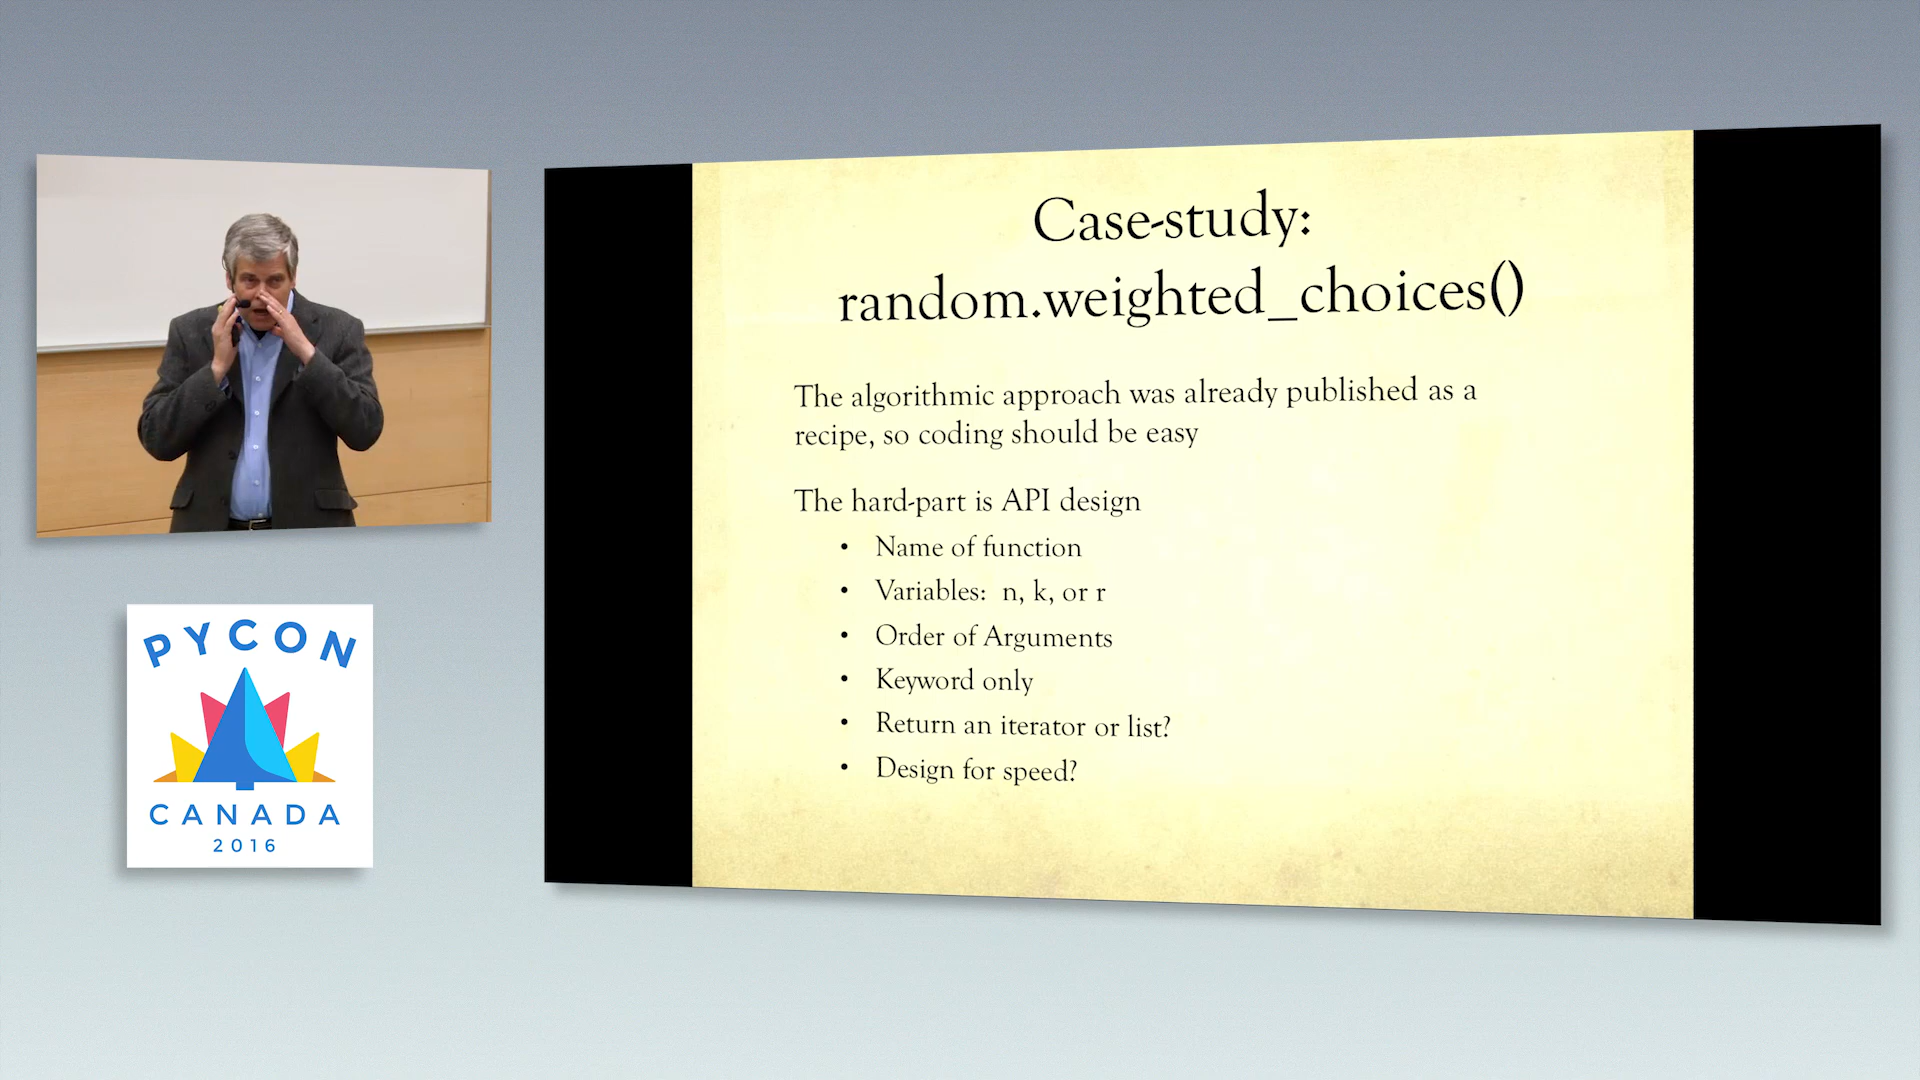 Case-study:
random.weighted_choices()
The algorithmic approach was already published as a
recipe, so coding should be easy
The hard-part is API design
• Name of function
• Variables: n, k, or r
• Order of Arguments
• Keyword only
• Return an iterator or list?
• Design for speed?
PYCON
CANADA
2016